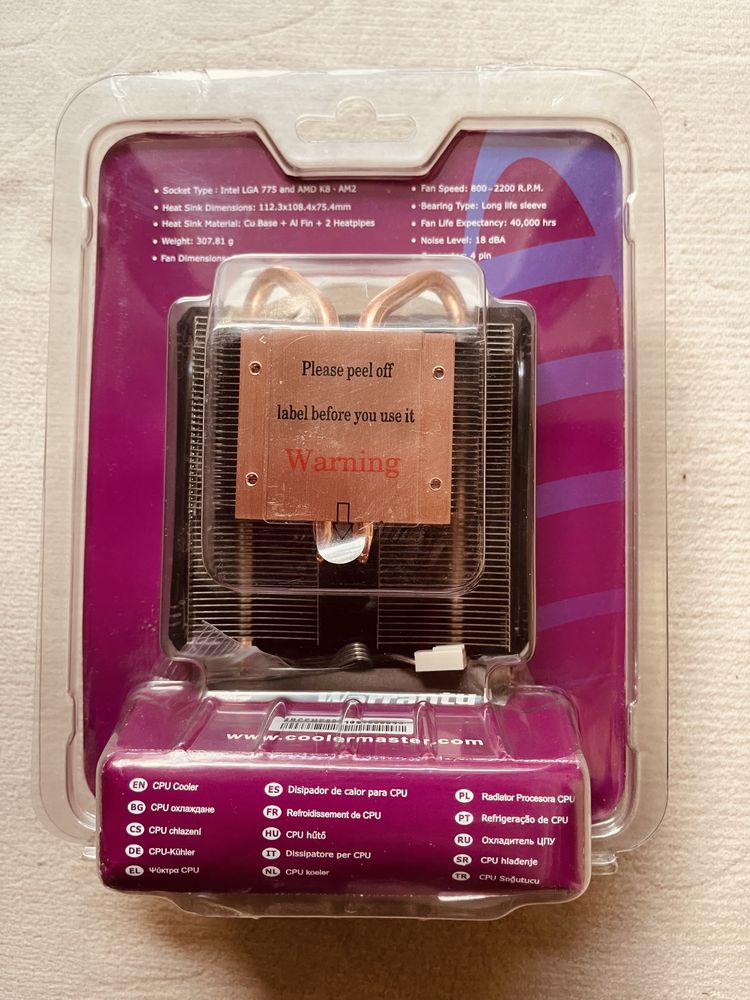 • Socket Type : Intel LGA 775 and AMD K8 、 AM2
• Heat Sink Dimensions: 112.3x108.4x75.4mm
• Heat Sink Material: Cu Base + Al Fin + 2 Heatpipes
• Weight: 307.81 g
• Fan Dimensions
• Fan Speed: 800~2200 R.P.M.
• Bearing Type: Long life sleeve
• Fan Life Expectancy: 40,000 hrs
• Noise Level: 18 dBA
4 pin
Please peel off
label before you use it
Warning
Warranty
www.coolermaster.com
EN CPU Cooler
BG CPU охлаждане
CS CPU chlazení
DE CPU-Kühler
EL Ψύκτρα CPU
ES Disipador de calor para CPU
FR Refroidissement de CPU
HU CPU hűtő
IT Dissipatore per CPU
NL CPU koeler
PL Radiator Procesora CPU
PT Refrigeração de CPU
RU Охладитель ЦПУ
SR CPU hlađenje
TR CPU Soğutucu